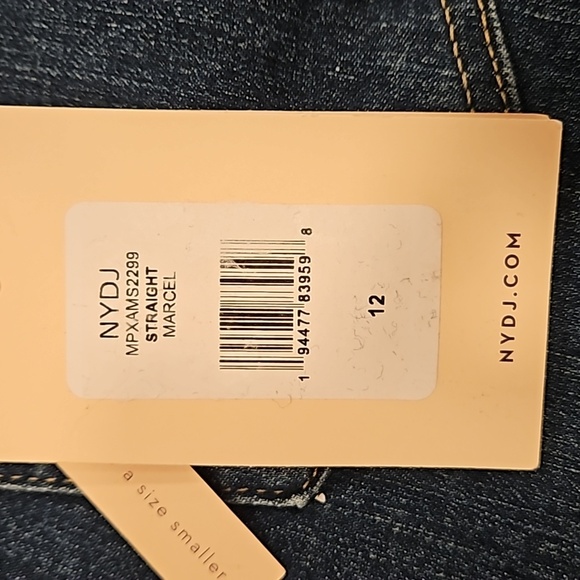 NYDJ
MPXAMS2299
STRAIGHT
MARCEL
1 94477 83959 8
12
NYDJ.COM
a size smaller